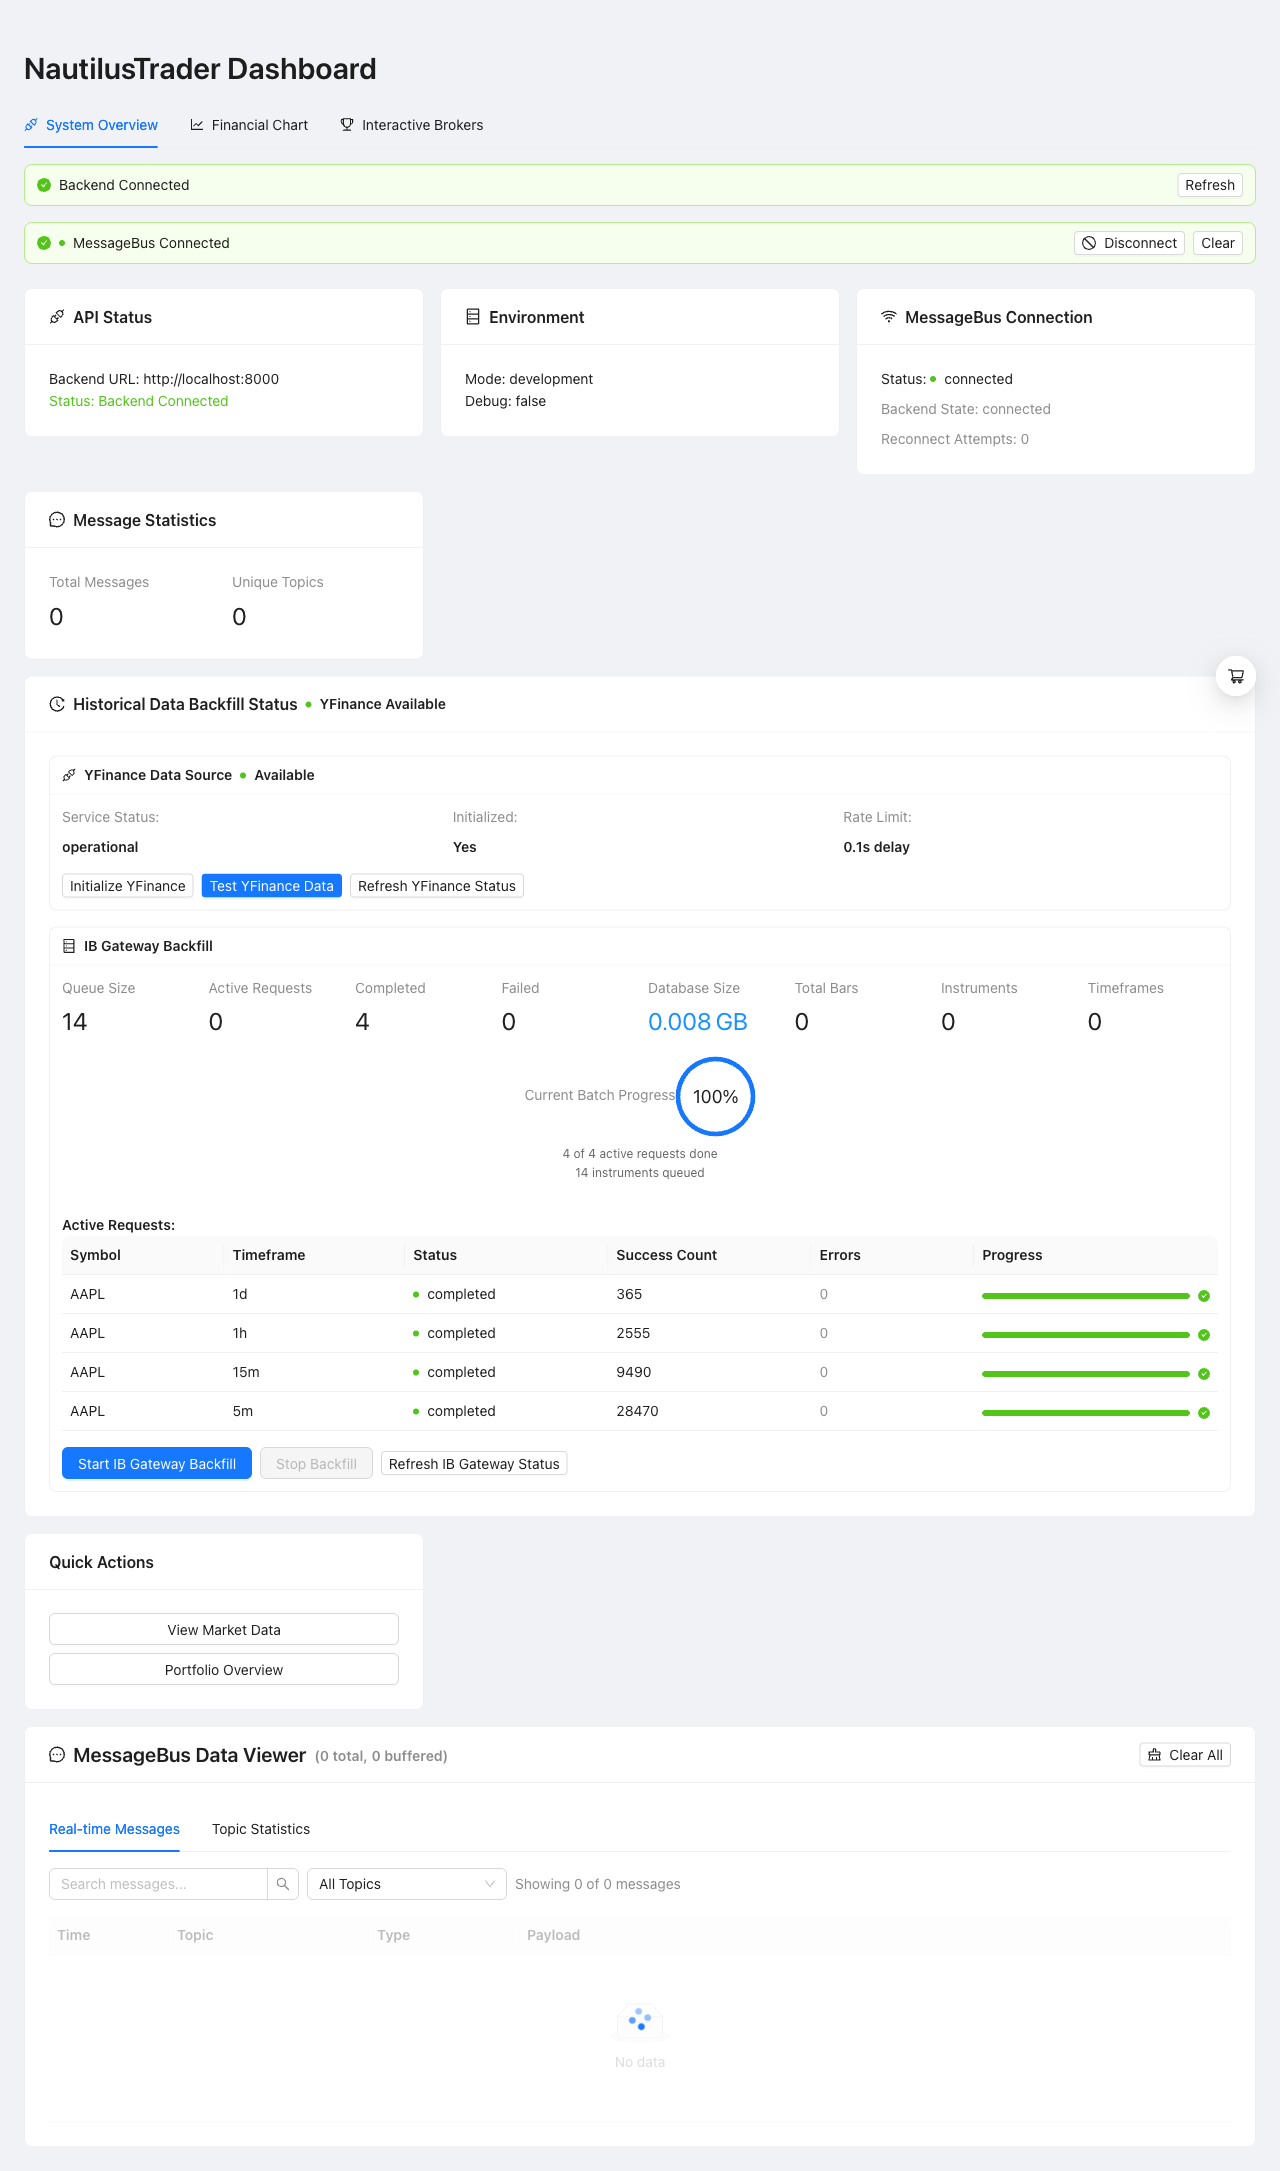 NautilusTrader Dashboard
System Overview Financial Chart Interactive Brokers
Backend Connected Refresh
MessageBus Connected Disconnect Clear
API Status
Backend URL: http://localhost:8000
Status: Backend Connected
Environment
Mode: development
Debug: false
MessageBus Connection
Status: connected
Backend State: connected
Reconnect Attempts: 0
Message Statistics
Total Messages Unique Topics
0 0
Historical Data Backfill Status YFinance Available
YFinance Data Source Available
Service Status: Initialized: Rate Limit:
operational Yes 0.1s delay
Initialize YFinance Test YFinance Data Refresh YFinance Status
IB Gateway Backfill
Queue Size Active Requests Completed Failed Database Size Total Bars Instruments Timeframes
14 0 4 0 0.008 GB 0 0 0
Current Batch Progress 100%
4 of 4 active requests done
14 instruments queued
Active Requests:
Symbol Timeframe Status Success Count Errors Progress
AAPL 1d completed 365 0
AAPL 1h completed 2555 0
AAPL 15m completed 9490 0
AAPL 5m completed 28470 0
Start IB Gateway Backfill Stop Backfill Refresh IB Gateway Status
Quick Actions
View Market Data
Portfolio Overview
MessageBus Data Viewer (0 total, 0 buffered) Clear All
Real-time Messages Topic Statistics
Search messages... All Topics Showing 0 of 0 messages
Time Topic Type Payload
No data